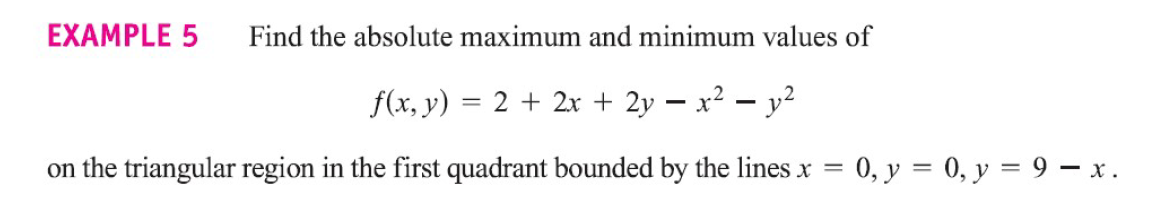 EXAMPLE 5 Find the absolute maximum and minimum values of
f(x, y) = 2 + 2x + 2y − x² − y²
on the triangular region in the first quadrant bounded by the lines x = 0, y = 0, y = 9 − x.